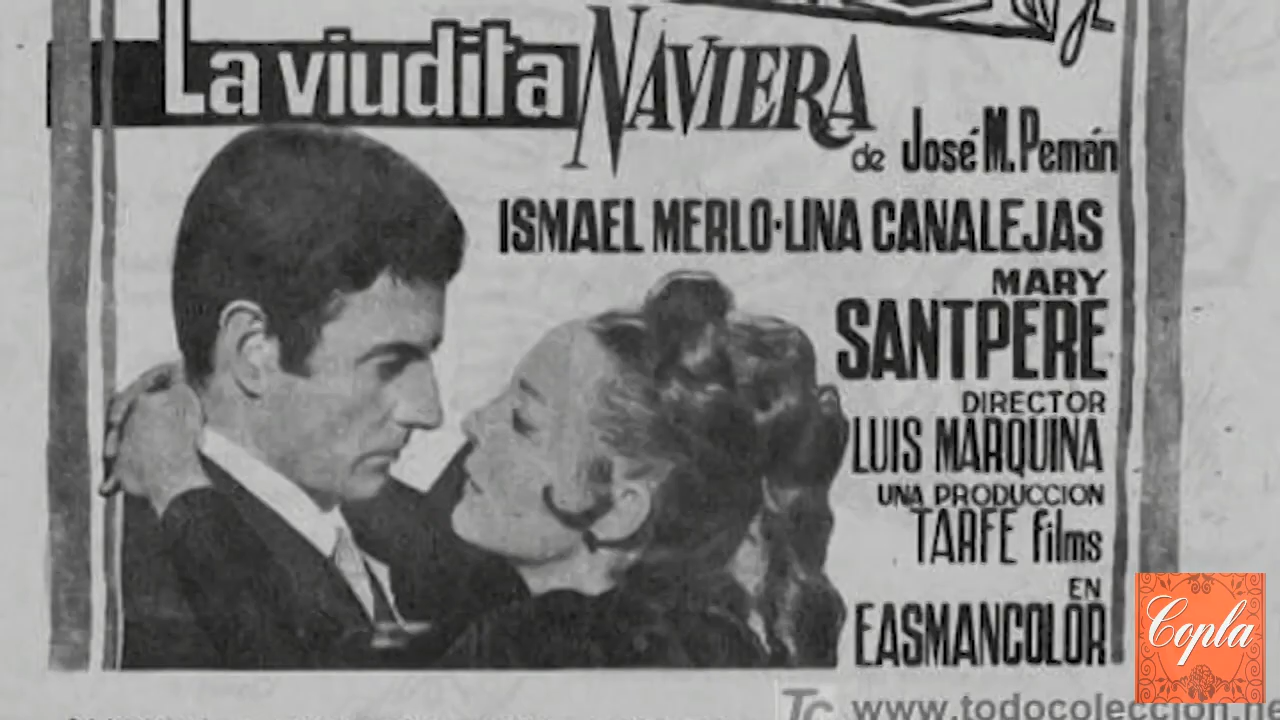 La viudita NAVIERA
de José M. Pemán
ISMAEL MERLO·LINA CANALEJAS
MARY
SANTPERE
DIRECTOR
LUIS MARQUINA
UNA PRODUCCION
TARFE films
EN
EASMANCOLOR
Copla
TC www.todocoleccion.ne